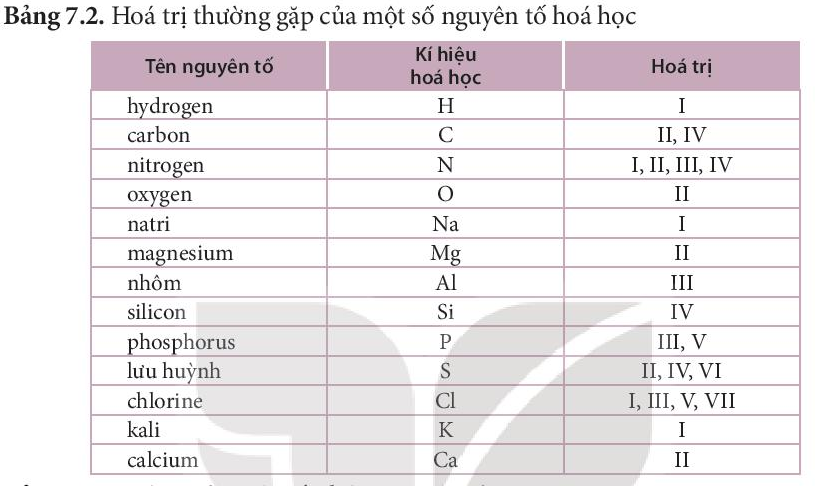 Bảng 7.2. Hoá trị thường gặp của một số nguyên tố hoá học
Tên nguyên tố Kí hiệu hoá học Hoá trị
hydrogen H I
carbon C II, IV
nitrogen N I, II, III, IV
oxygen O II
natri Na I
magnesium Mg II
nhôm Al III
silicon Si IV
phosphorus P III, V
lưu huỳnh S II, IV, VI
chlorine Cl I, III, V, VII
kali K I
calcium Ca II